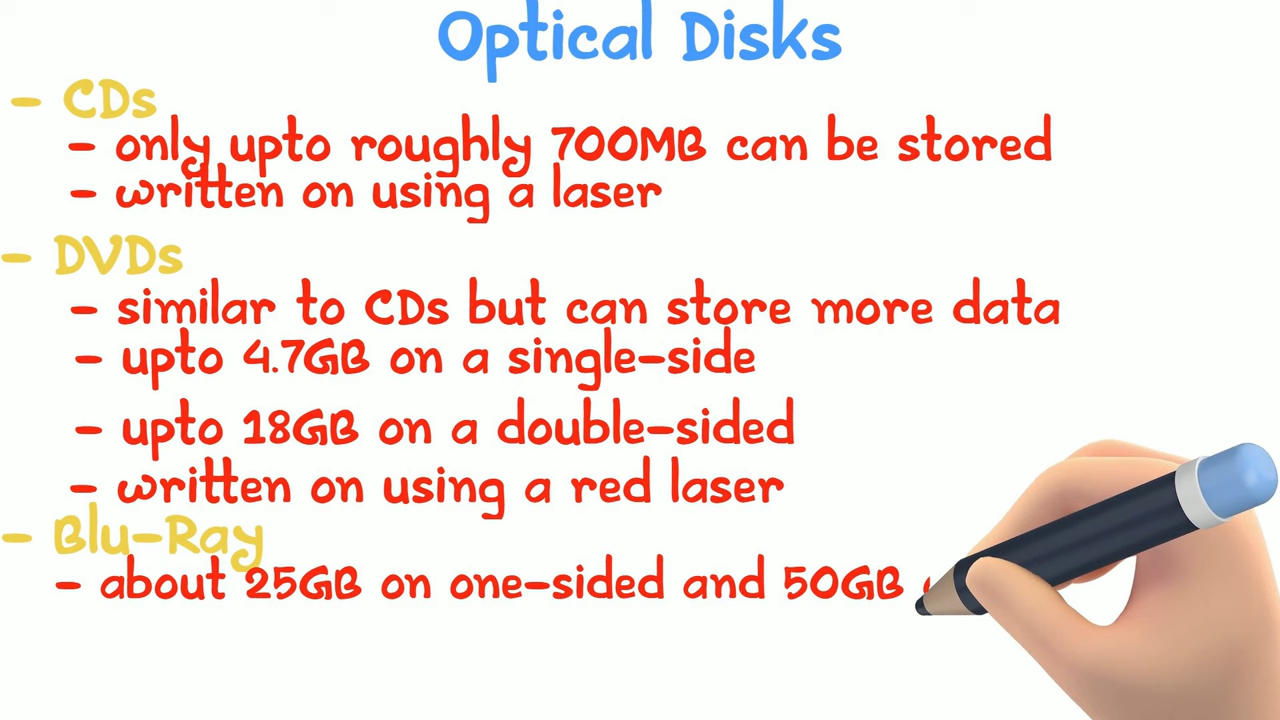 Optical Disks
- CDs
- only upto roughly 700MB can be stored
- written on using a laser
- DVDs
- similar to CDs but can store more data
- upto 4.7GB on a single-side
- upto 18GB on a double-sided
- written on using a red laser
- Blu-Ray
- about 25GB on one-sided and 50GB